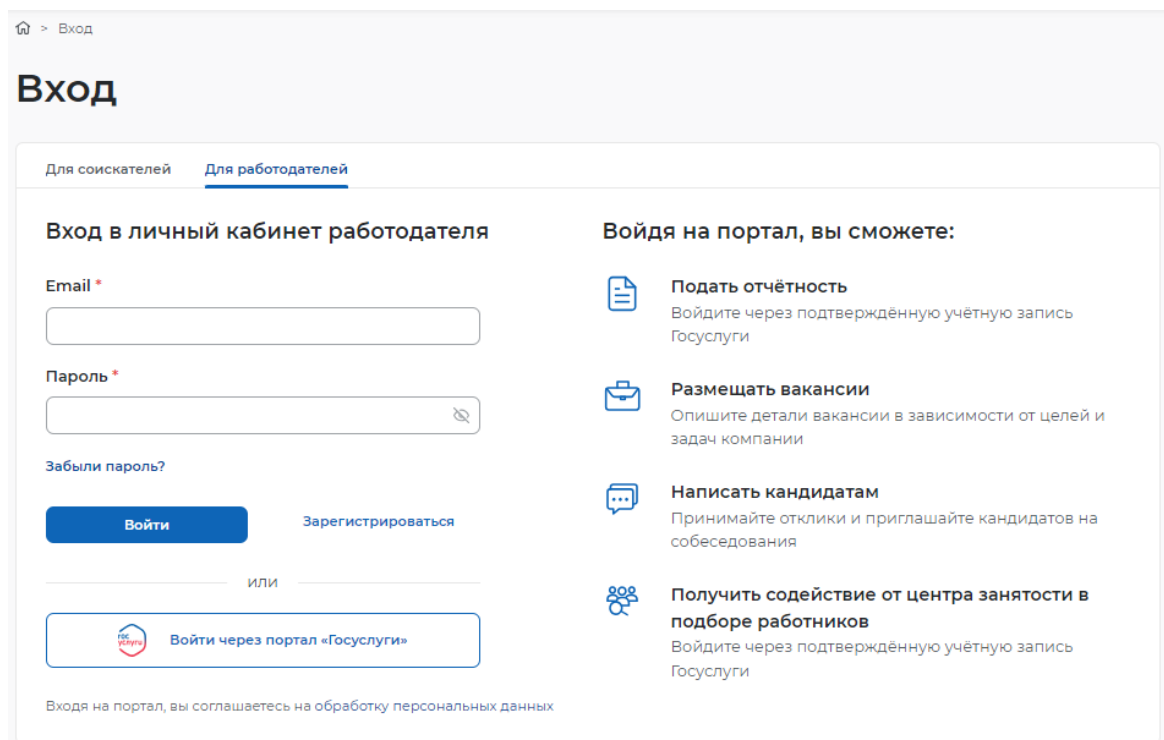 > Вход
Вход
Для соискателей Для работодателей
Вход в личный кабинет работодателя
Email *
Пароль *
Забыли пароль?
Войти Зарегистрироваться
или
гос услуги
Войти через портал «Госуслуги»
Входя на портал, вы соглашаетесь на обработку персональных данных
Войдя на портал, вы сможете:
Подать отчётность
Войдите через подтверждённую учётную запись
Госуслуги
Размещать вакансии
Опишите детали вакансии в зависимости от целей и
задач компании
Написать кандидатам
Принимайте отклики и приглашайте кандидатов на
собеседования
Получить содействие от центра занятости в
подборе работников
Войдите через подтверждённую учётную запись
Госуслуги